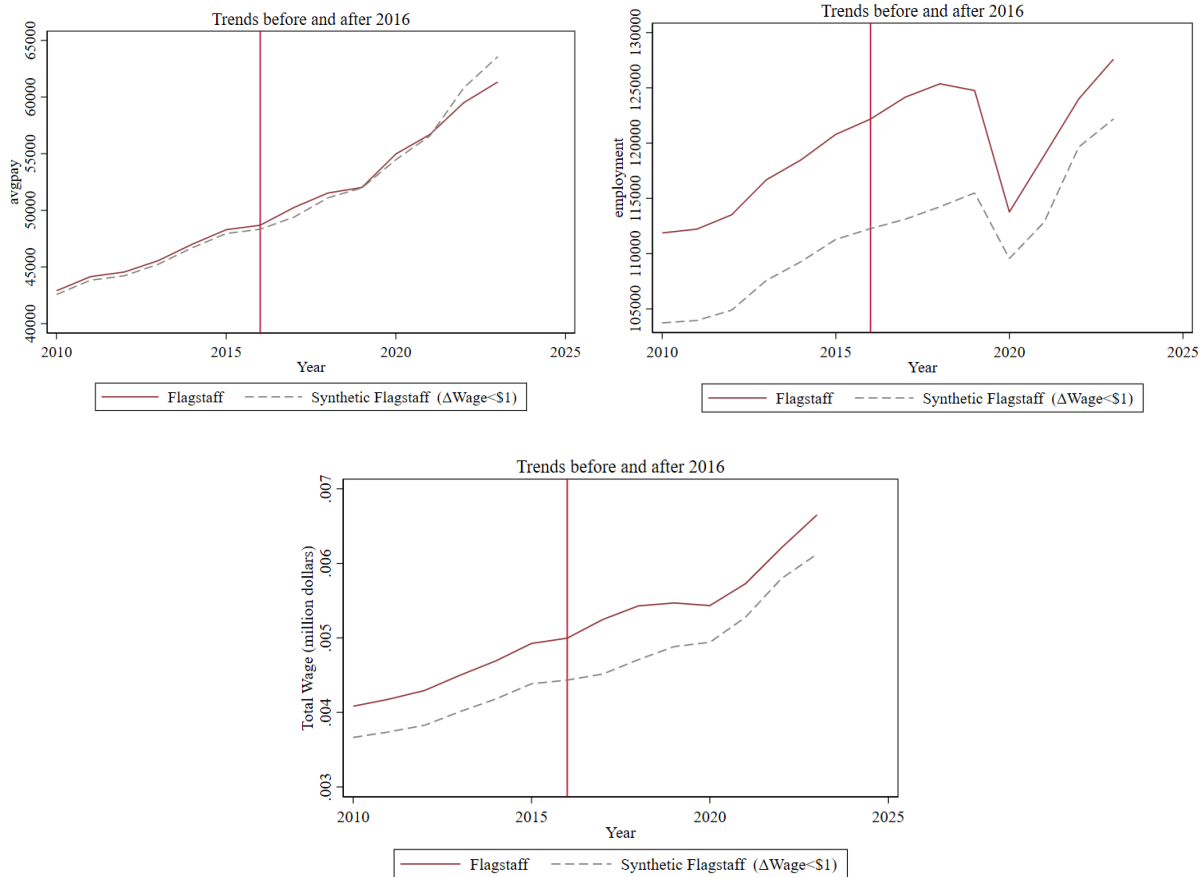 Trends before and after 2016
avgpay
65000
60000
55000
50000
45000
40000
2010 2015 2020 2025
Year
Flagstaff Synthetic Flagstaff (ΔWage<$1)
Trends before and after 2016
employment
130000
125000
120000
115000
110000
105000
2010 2015 2020 2025
Year
Flagstaff Synthetic Flagstaff (ΔWage<$1)
Trends before and after 2016
Total Wage (million dollars)
.007
.006
.005
.004
.003
2010 2015 2020 2025
Year
Flagstaff Synthetic Flagstaff (ΔWage<$1)